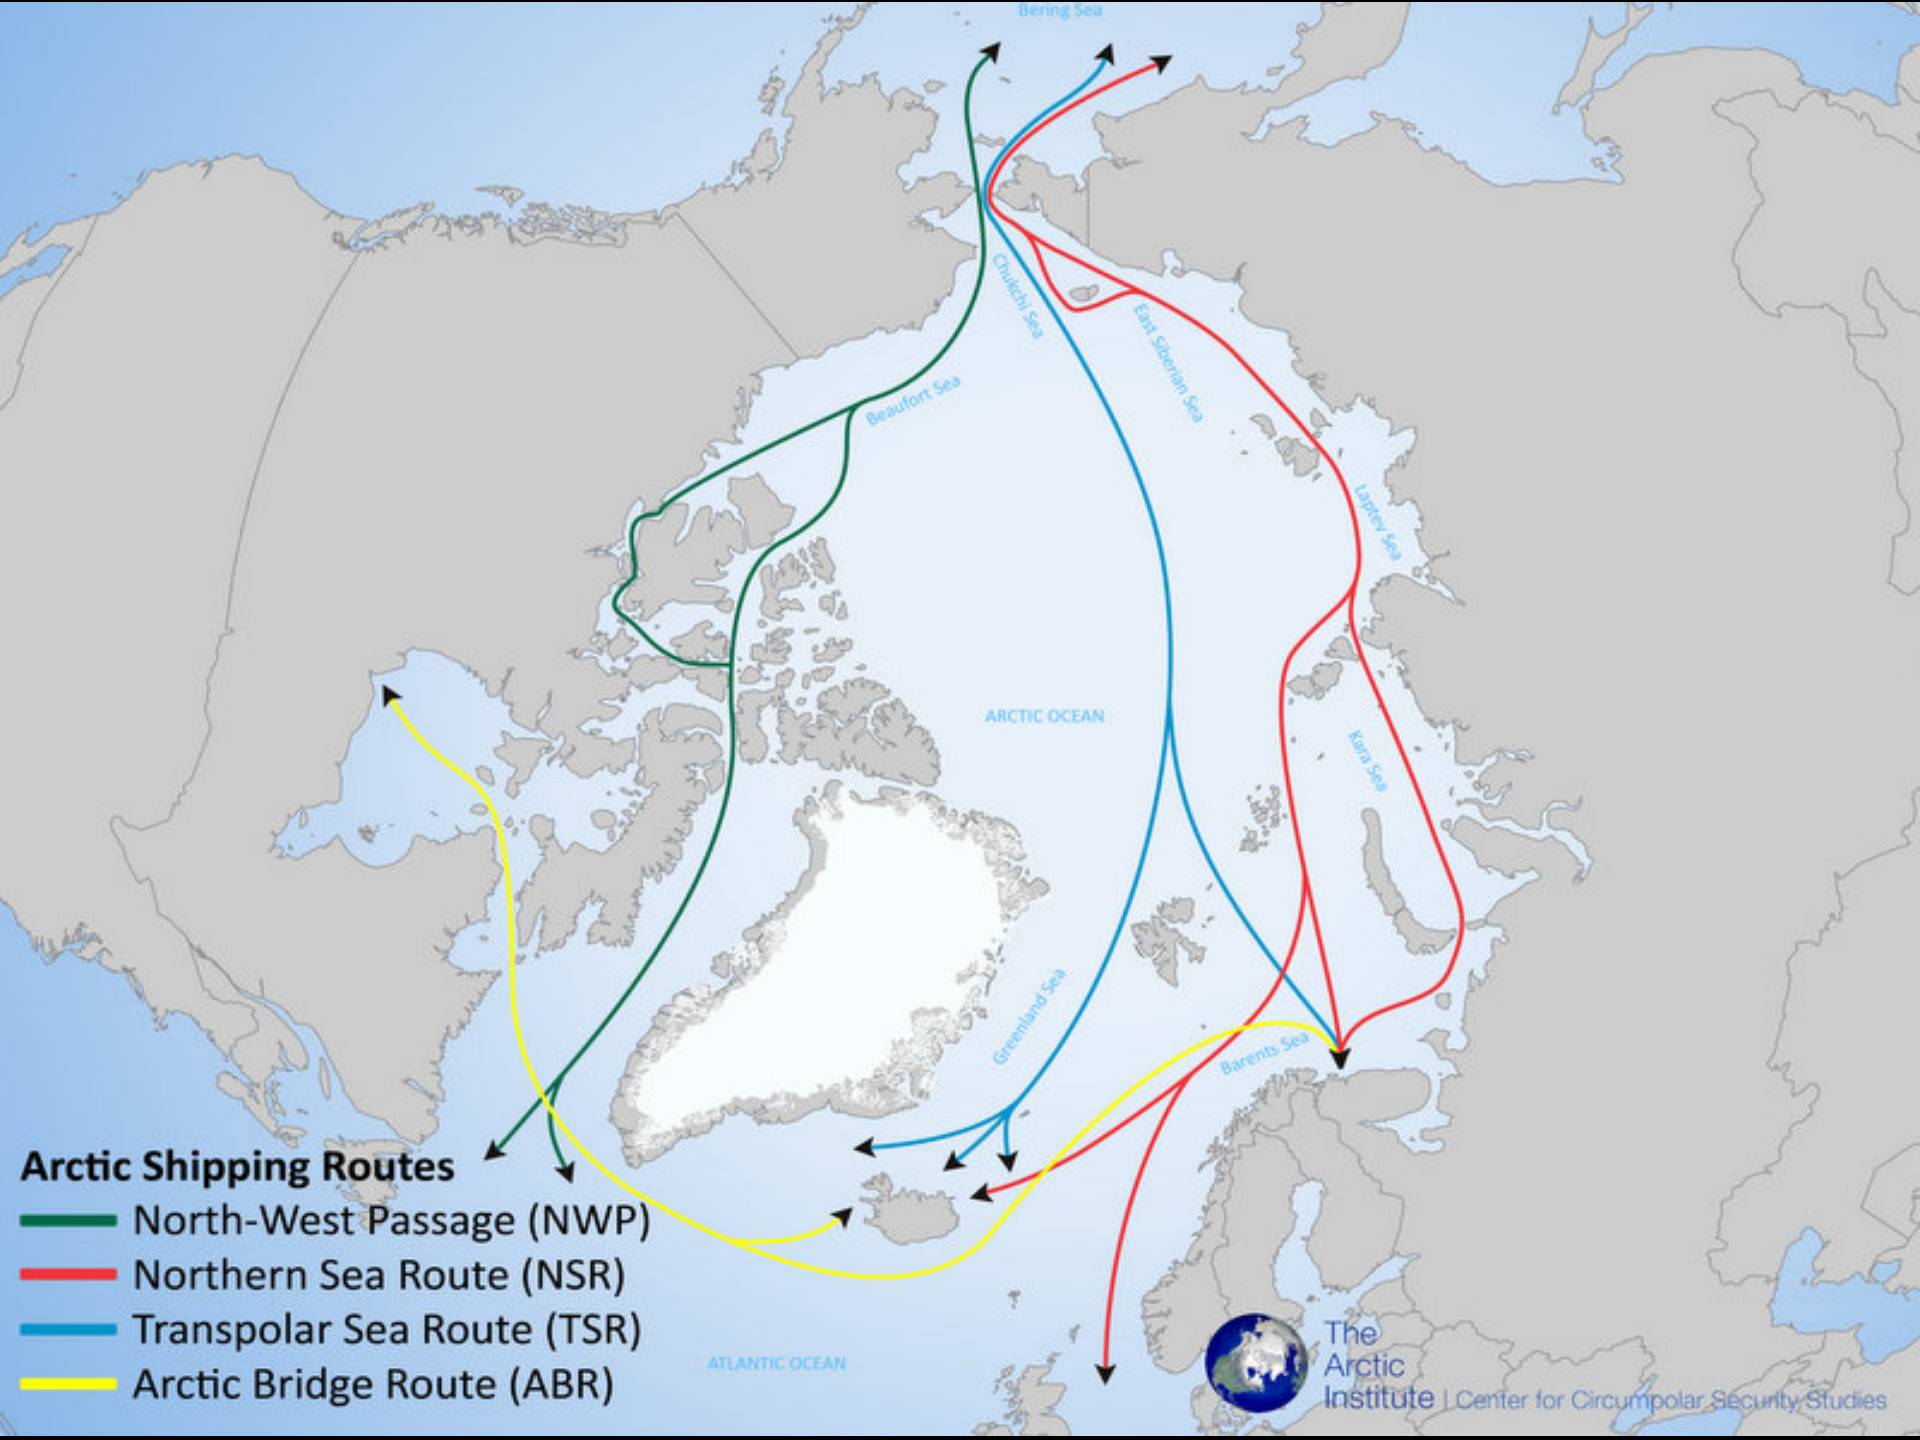 Bering Sea
Chukchi Sea
East Siberian Sea
Beaufort Sea
Laptev Sea
ARCTIC OCEAN
Kara Sea
Greenland Sea
Barents Sea
Arctic Shipping Routes
North-West Passage (NWP)
Northern Sea Route (NSR)
Transpolar Sea Route (TSR)
Arctic Bridge Route (ABR)
ATLANTIC OCEAN
The
Arctic
Institute | Center for Circumpolar Security Studies